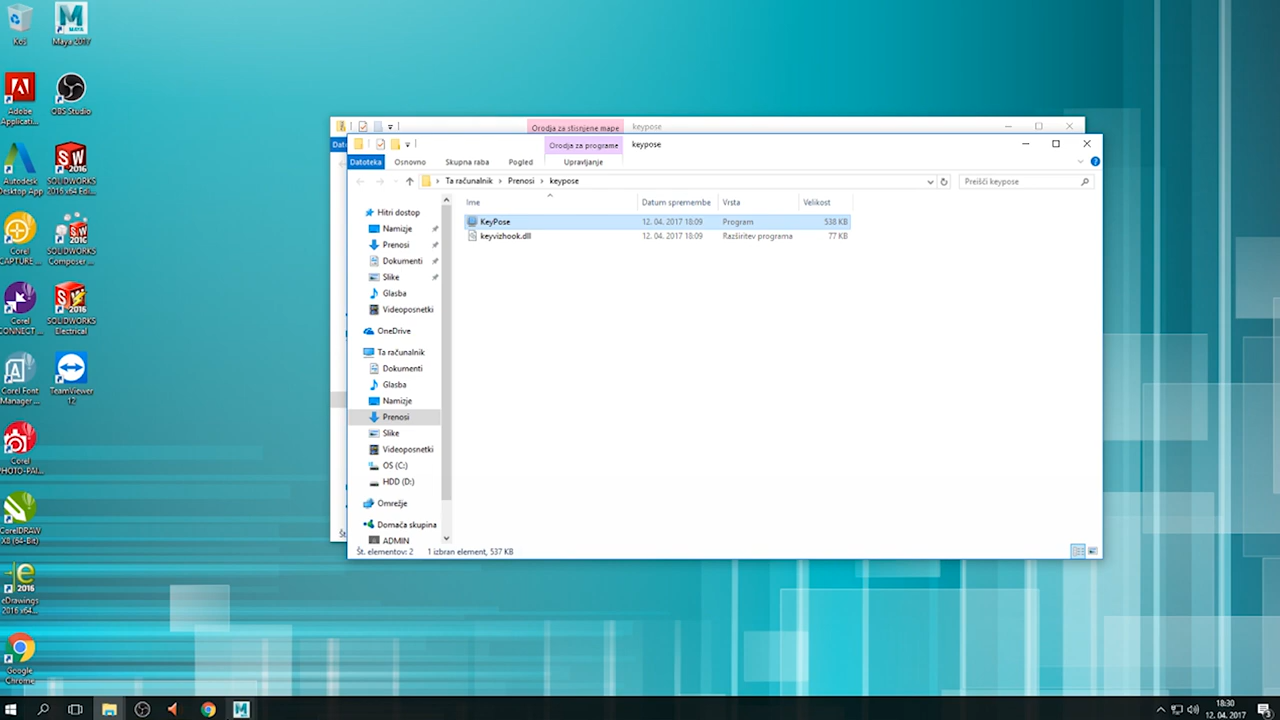 Koš
Maya 2017
Adobe
Applicati...
OBS Studio
Autodesk
Desktop App
SOLIDWORKS
2016 x64 Edi...
Corel
CAPTURE ...
SOLIDWORKS
Composer ...
Corel
CONNECT ...
SOLIDWORKS
Electrical
Corel Font
Manager ...
TeamViewer
12
Corel
PHOTO-PAI...
CorelDRAW
X8 (64-Bit)
eDrawings
2016 x64...
Google
Chrome
Orodja za stisnjene mape
keypose
Orodja za programe
keypose
Datoteka
Osnovno
Skupna raba
Pogled
Upravljanje
Ta računalnik › Prenosi › keypose
Preišči keypose
Ime
Datum spremembe
Vrsta
Velikost
KeyPose
12. 04. 2017 18:09
Program
538 KB
keyvizhook.dll
12. 04. 2017 18:09
Razširitev programa
77 KB
Hitri dostop
Namizje
Prenosi
Dokumenti
Slike
Glasba
Videoposnetki
OneDrive
Ta računalnik
Dokumenti
Glasba
Namizje
Prenosi
Slike
Videoposnetki
OS (C:)
HDD (D:)
Omrežje
Domača skupina
ADMIN
Št. elementov: 2
1 izbran element, 537 KB
18:30
12. 04. 2017